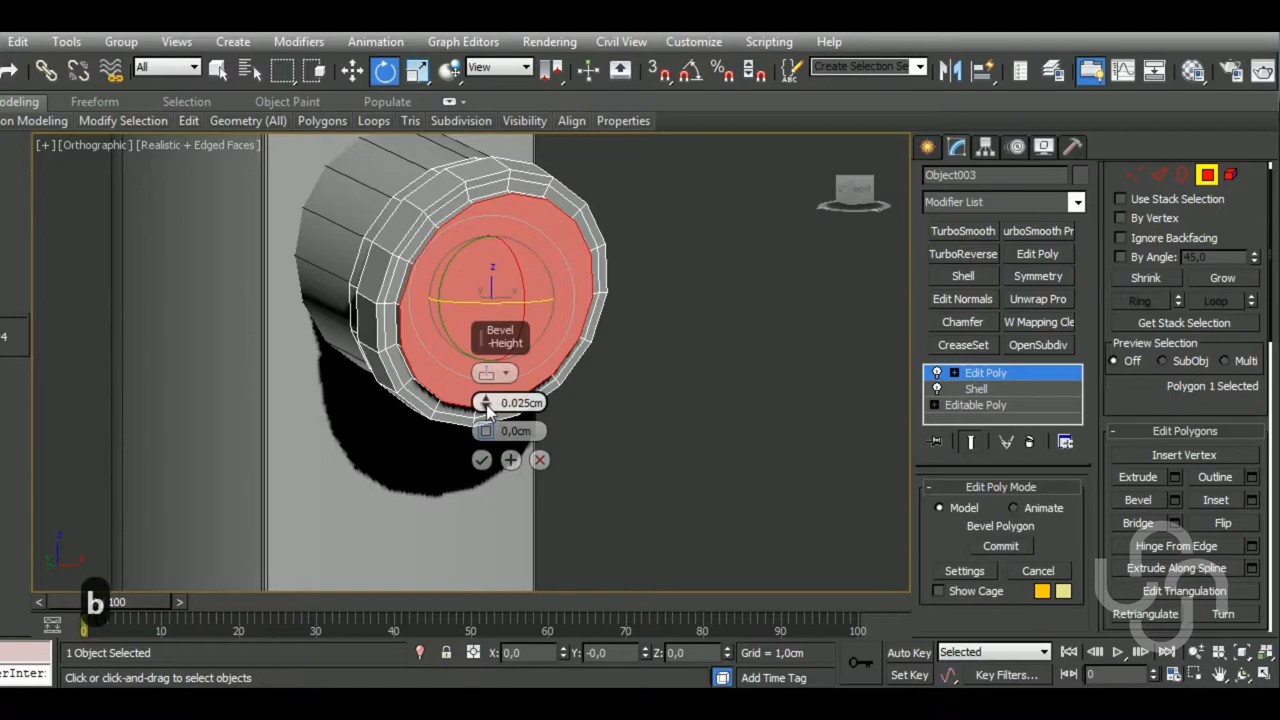 Edit Tools Group Views Create Modifiers Animation Graph Editors Rendering Civil View Customize Scripting Help
All View Create Selection Se
odeling Freeform Selection Object Paint Populate
on Modeling Modify Selection Edit Geometry (All) Polygons Loops Tris Subdivision Visibility Align Properties
[+][Orthographic][Realistic + Edged Faces]
z
Bevel
-Height
0.025cm
0,0cm
4
z
x
b
Object003
Modifier List
TurboSmooth urboSmooth Pr
TurboReverse Edit Poly
Shell Symmetry
Edit Normals Unwrap Pro
Chamfer W Mapping Cle
CreaseSet OpenSubdiv
Edit Poly
Shell
Editable Poly
- Edit Poly Mode
Model Animate
Bevel Polygon
Commit
Settings Cancel
Show Cage
Use Stack Selection
By Vertex
Ignore Backfacing
By Angle: 45,0
Shrink Grow
Ring Loop
Get Stack Selection
Preview Selection
Off SubObj Multi
Polygon 1 Selected
- Edit Polygons
Insert Vertex
Extrude Outline
Bevel Inset
Bridge Flip
Hinge From Edge
Extrude Along Spline
Edit Triangulation
Retriangulate Turn
< 100 >
0 10 20 30 40 50 60 70 80 90 100
1 Object Selected X: 0,0 Y: -0,0 Z: 0,0 Grid = 1,0cm Auto Key Selected
erInter: Click or click-and-drag to select objects Add Time Tag Set Key Key Filters... 0